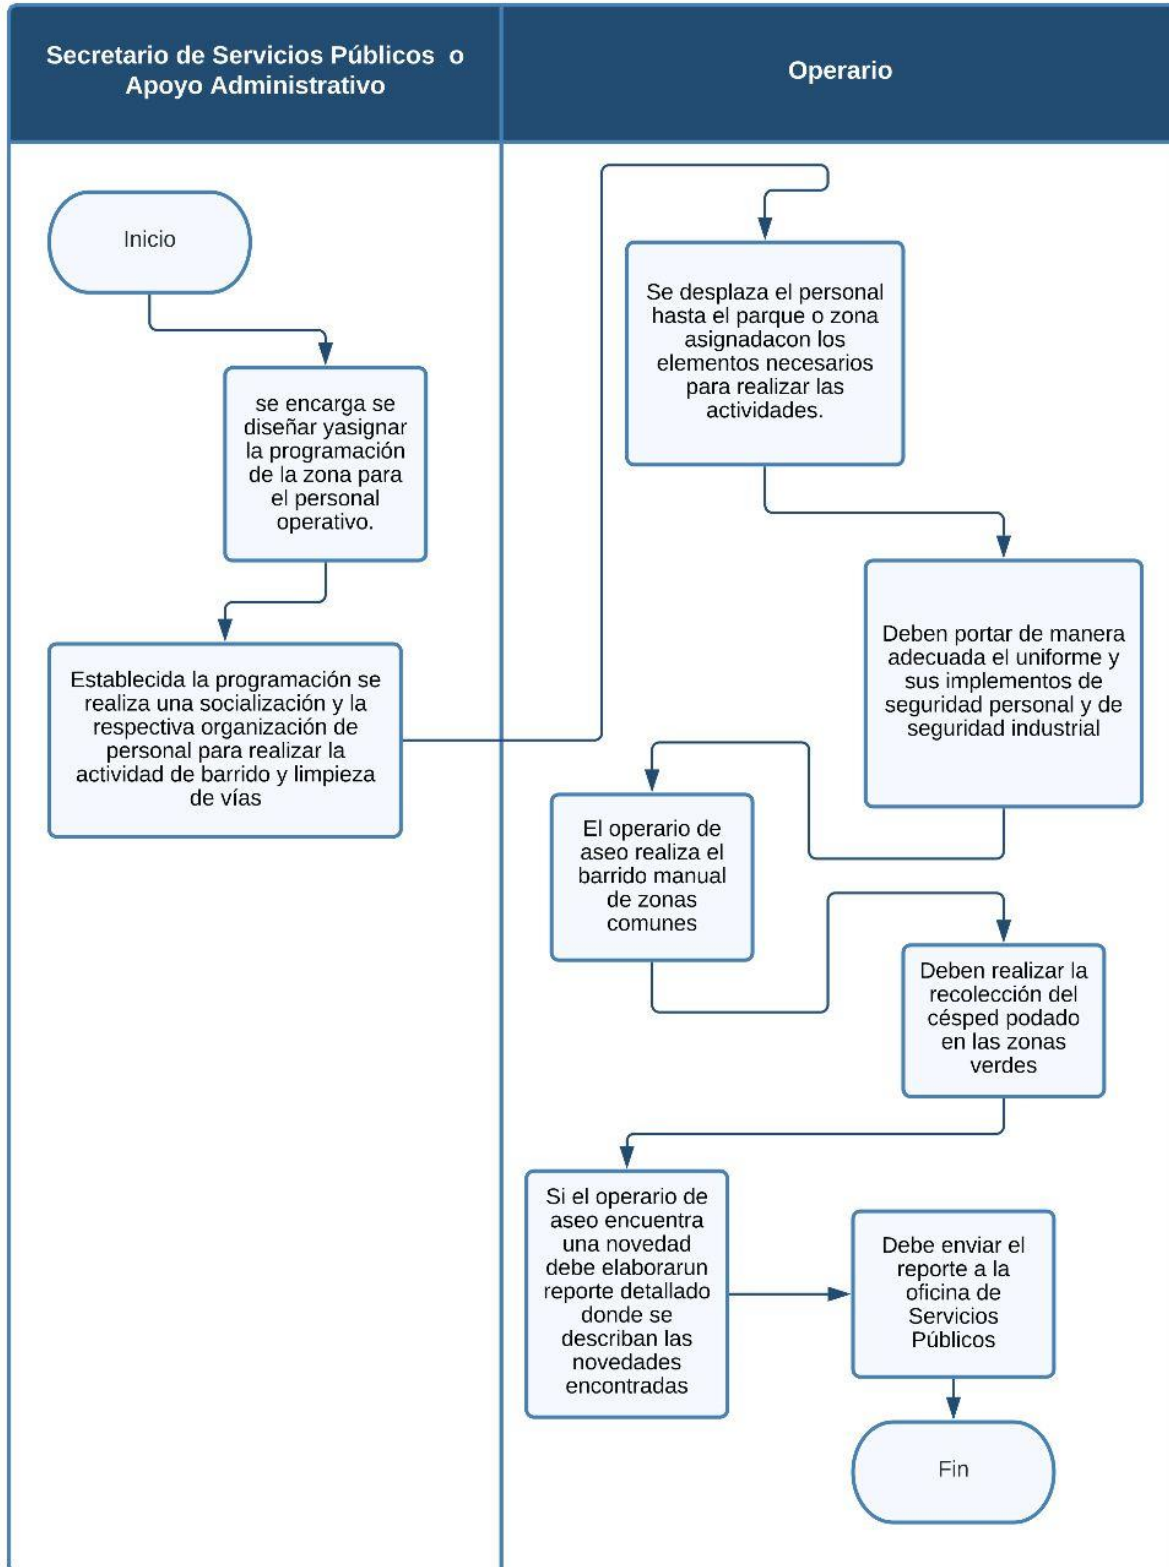 Secretario de Servicios Públicos o
Apoyo Administrativo
Operario
Inicio
se encarga se
diseñar yasignar
la programación
de la zona para
el personal
operativo.
Establecida la programación se
realiza una socialización y la
respectiva organización de
personal para realizar la
actividad de barrido y limpieza
de vías
Se desplaza el personal
hasta el parque o zona
asignadacon los
elementos necesarios
para realizar las
actividades.
Deben portar de manera
adecuada el uniforme y
sus implementos de
seguridad personal y de
seguridad industrial
El operario de
aseo realiza el
barrido manual
de zonas
comunes
Deben realizar la
recolección del
césped podado
en las zonas
verdes
Si el operario de
aseo encuentra
una novedad
debe elaborarun
reporte detallado
donde se
describan las
novedades
encontradas
Debe enviar el
reporte a la
oficina de
Servicios
Públicos
Fin